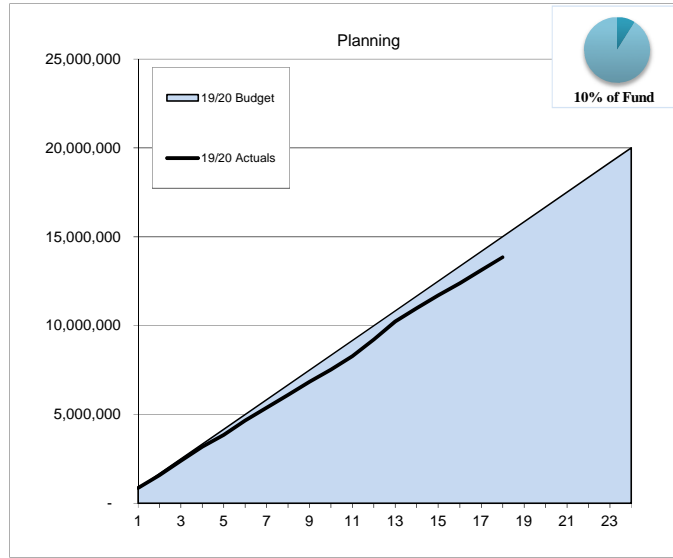 Planning
10% of Fund
19/20 Budget
19/20 Actuals
25,000,000
20,000,000
15,000,000
10,000,000
5,000,000
-
1 3 5 7 9 11 13 15 17 19 21 23